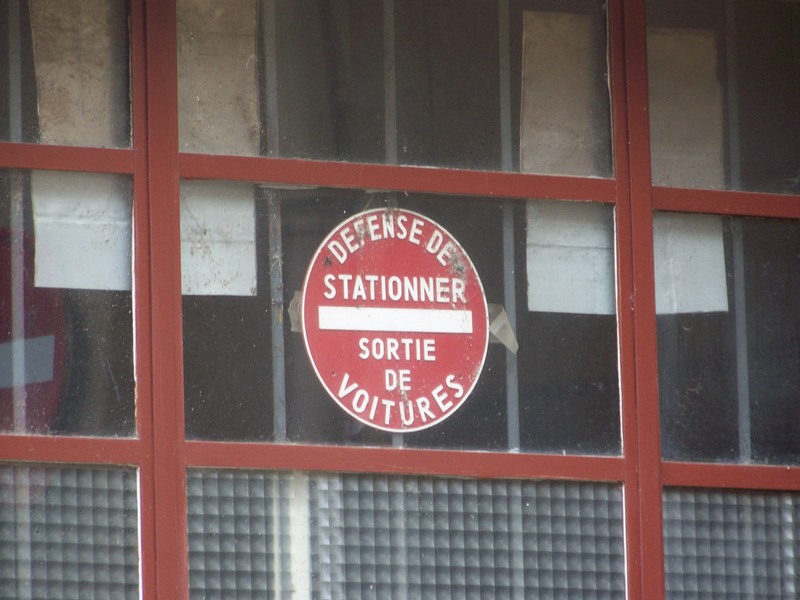 DEFENSE DE
STATIONNER
SORTIE
DE
VOITURES